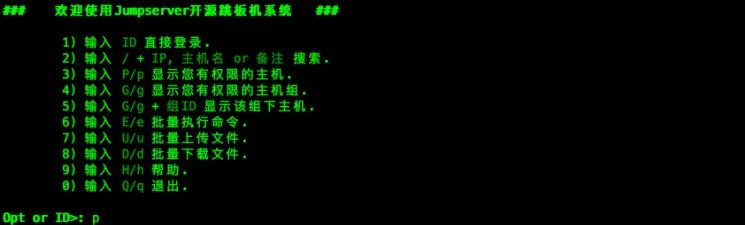 ### 欢迎使用Jumpserver开源跳板机系统 ###
1) 输入 ID 直接登录.
2) 输入 / + IP, 主机名 or 备注 搜索.
3) 输入 P/p 显示您有权限的主机.
4) 输入 G/g 显示您有权限的主机组.
5) 输入 G/g + 组ID 显示该组下主机.
6) 输入 E/e 批量执行命令.
7) 输入 U/u 批量上传文件.
8) 输入 D/d 批量下载文件.
9) 输入 H/h 帮助.
0) 输入 Q/q 退出.
Opt or ID>: p